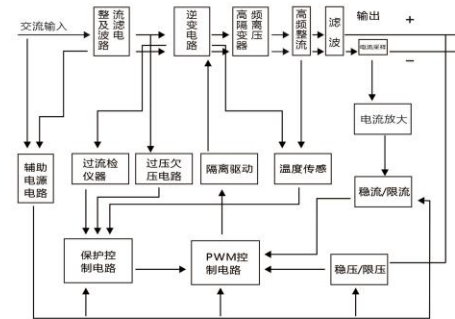 交流输入
整流滤
及波电
路
逆变
电路
高频
隔离
变压
器
高频
整流
滤波
输出
+
电流采样
−
电流放大
辅助
电源
电路
过流检
仪器
过压欠
压电路
隔离驱动
温度传感
稳流/限流
保护控
制电路
PWM控
制电路
稳压/限压